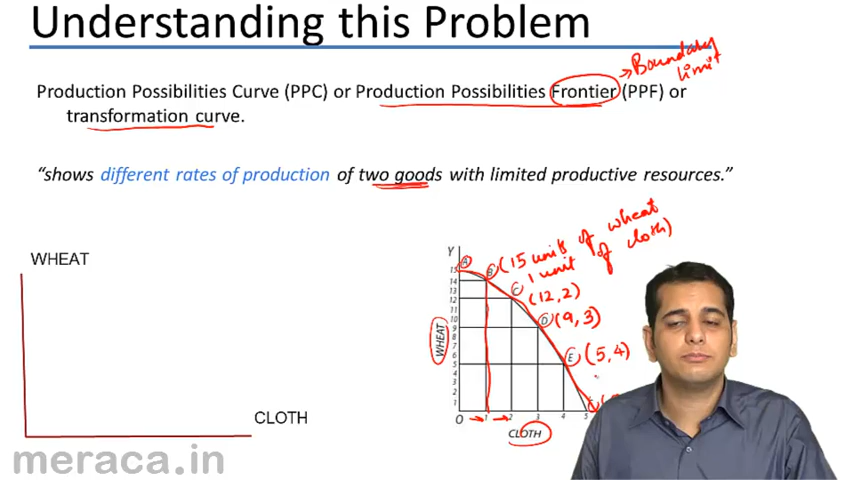 Understanding this Problem
Boundary
limit
Production Possibilities Curve (PPC) or Production Possibilities Frontier (PPF) or
transformation curve.
“shows different rates of production of two goods with limited productive resources.”
WHEAT
CLOTH
Y
15
14
13
12
11
10
9
8
7
6
5
4
3
2
1
WHEAT
A
B (15 units of wheat
1 unit of cloth)
C (12, 2)
D (9, 3)
E (5, 4)
O 1 2 3 4 5
CLOTH
meraca.in